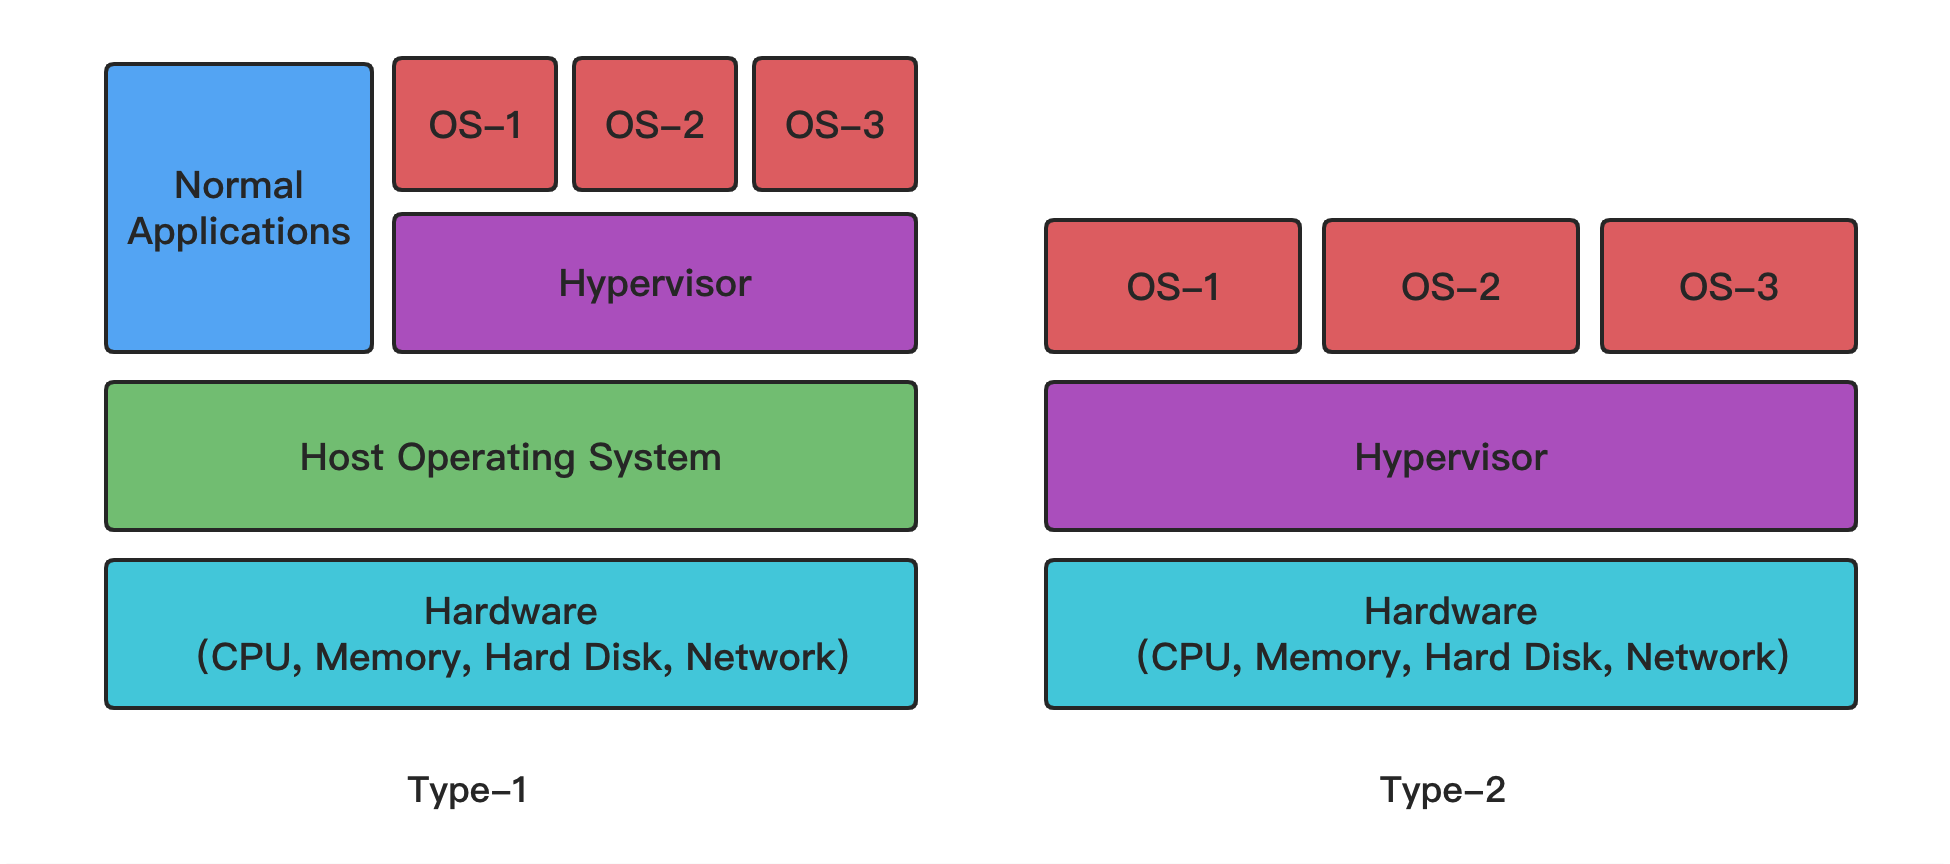 Normal
Applications
OS-1
OS-2
OS-3
Hypervisor
Host Operating System
Hardware
(CPU, Memory, Hard Disk, Network)
Type-1
OS-1
OS-2
OS-3
Hypervisor
Hardware
(CPU, Memory, Hard Disk, Network)
Type-2